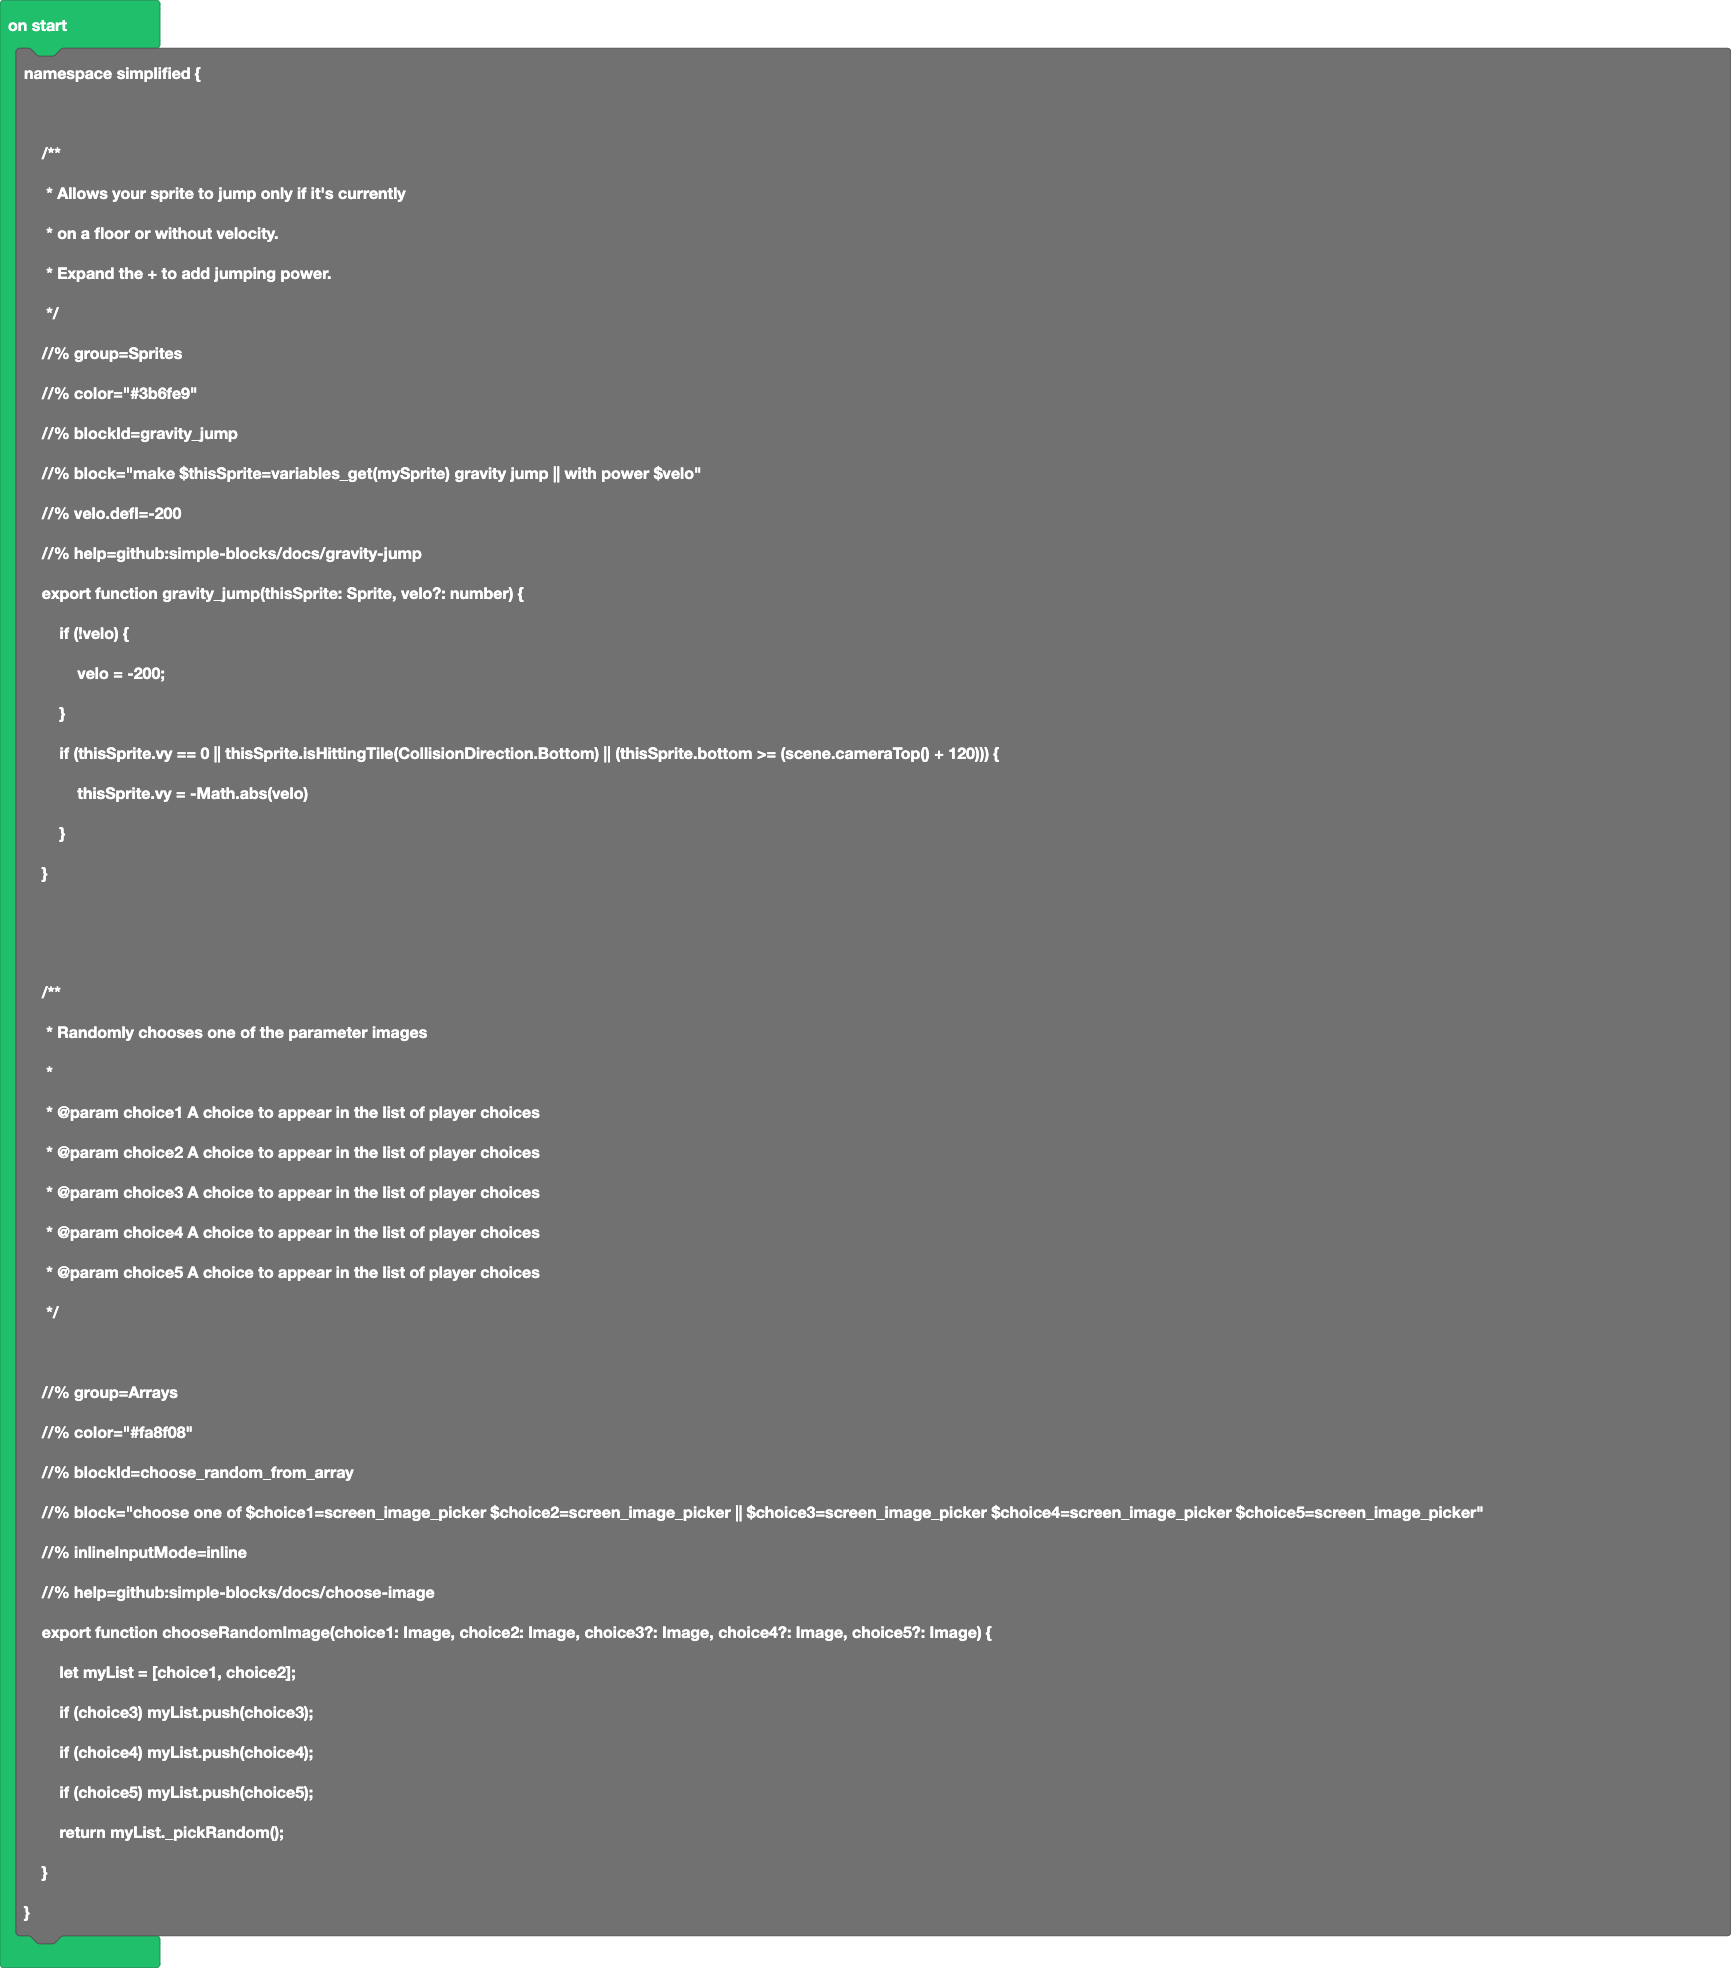 on start
namespace simplified {
/**
* Allows your sprite to jump only if it's currently
* on a floor or without velocity.
* Expand the + to add jumping power.
*/
//% group=Sprites
//% color="#3b6fe9"
//% blockId=gravity_jump
//% block="make $thisSprite=variables_get(mySprite) gravity jump || with power $velo"
//% velo.defl=-200
//% help=github:simple-blocks/docs/gravity-jump
export function gravity_jump(thisSprite: Sprite, velo?: number) {
if (!velo) {
velo = -200;
}
if (thisSprite.vy == 0 || thisSprite.isHittingTile(CollisionDirection.Bottom) || (thisSprite.bottom >= (scene.cameraTop() + 120))) {
thisSprite.vy = -Math.abs(velo)
}
}
/**
* Randomly chooses one of the parameter images
*
* @param choice1 A choice to appear in the list of player choices
* @param choice2 A choice to appear in the list of player choices
* @param choice3 A choice to appear in the list of player choices
* @param choice4 A choice to appear in the list of player choices
* @param choice5 A choice to appear in the list of player choices
*/
//% group=Arrays
//% color="#fa8f08"
//% blockId=choose_random_from_array
//% block="choose one of $choice1=screen_image_picker $choice2=screen_image_picker || $choice3=screen_image_picker $choice4=screen_image_picker $choice5=screen_image_picker"
//% inlineInputMode=inline
//% help=github:simple-blocks/docs/choose-image
export function chooseRandomImage(choice1: Image, choice2: Image, choice3?: Image, choice4?: Image, choice5?: Image) {
let myList = [choice1, choice2];
if (choice3) myList.push(choice3);
if (choice4) myList.push(choice4);
if (choice5) myList.push(choice5);
return myList._pickRandom();
}
}